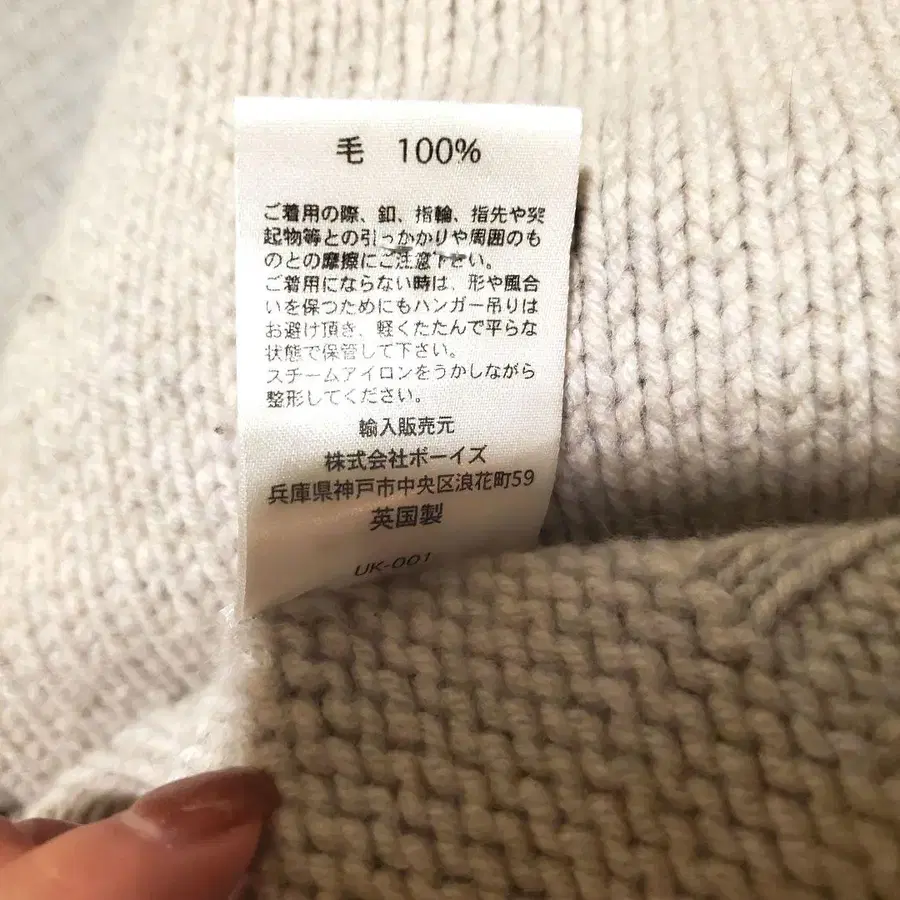 毛 100%
ご着用の際、釦、指輪、指先や突
起物等との引っかかりや周囲のも
のとの摩擦にご注意下さい。
ご着用にならない時は、形や風合
いを保つためにもハンガー吊りは
お避け頂き、軽くたたんで平らな
状態で保管して下さい。
スチームアイロンをうかしながら
整形してください。
輸入販売元
株式会社ボーイズ
兵庫県神戸市中央区浪花町59
英国製
UK-001